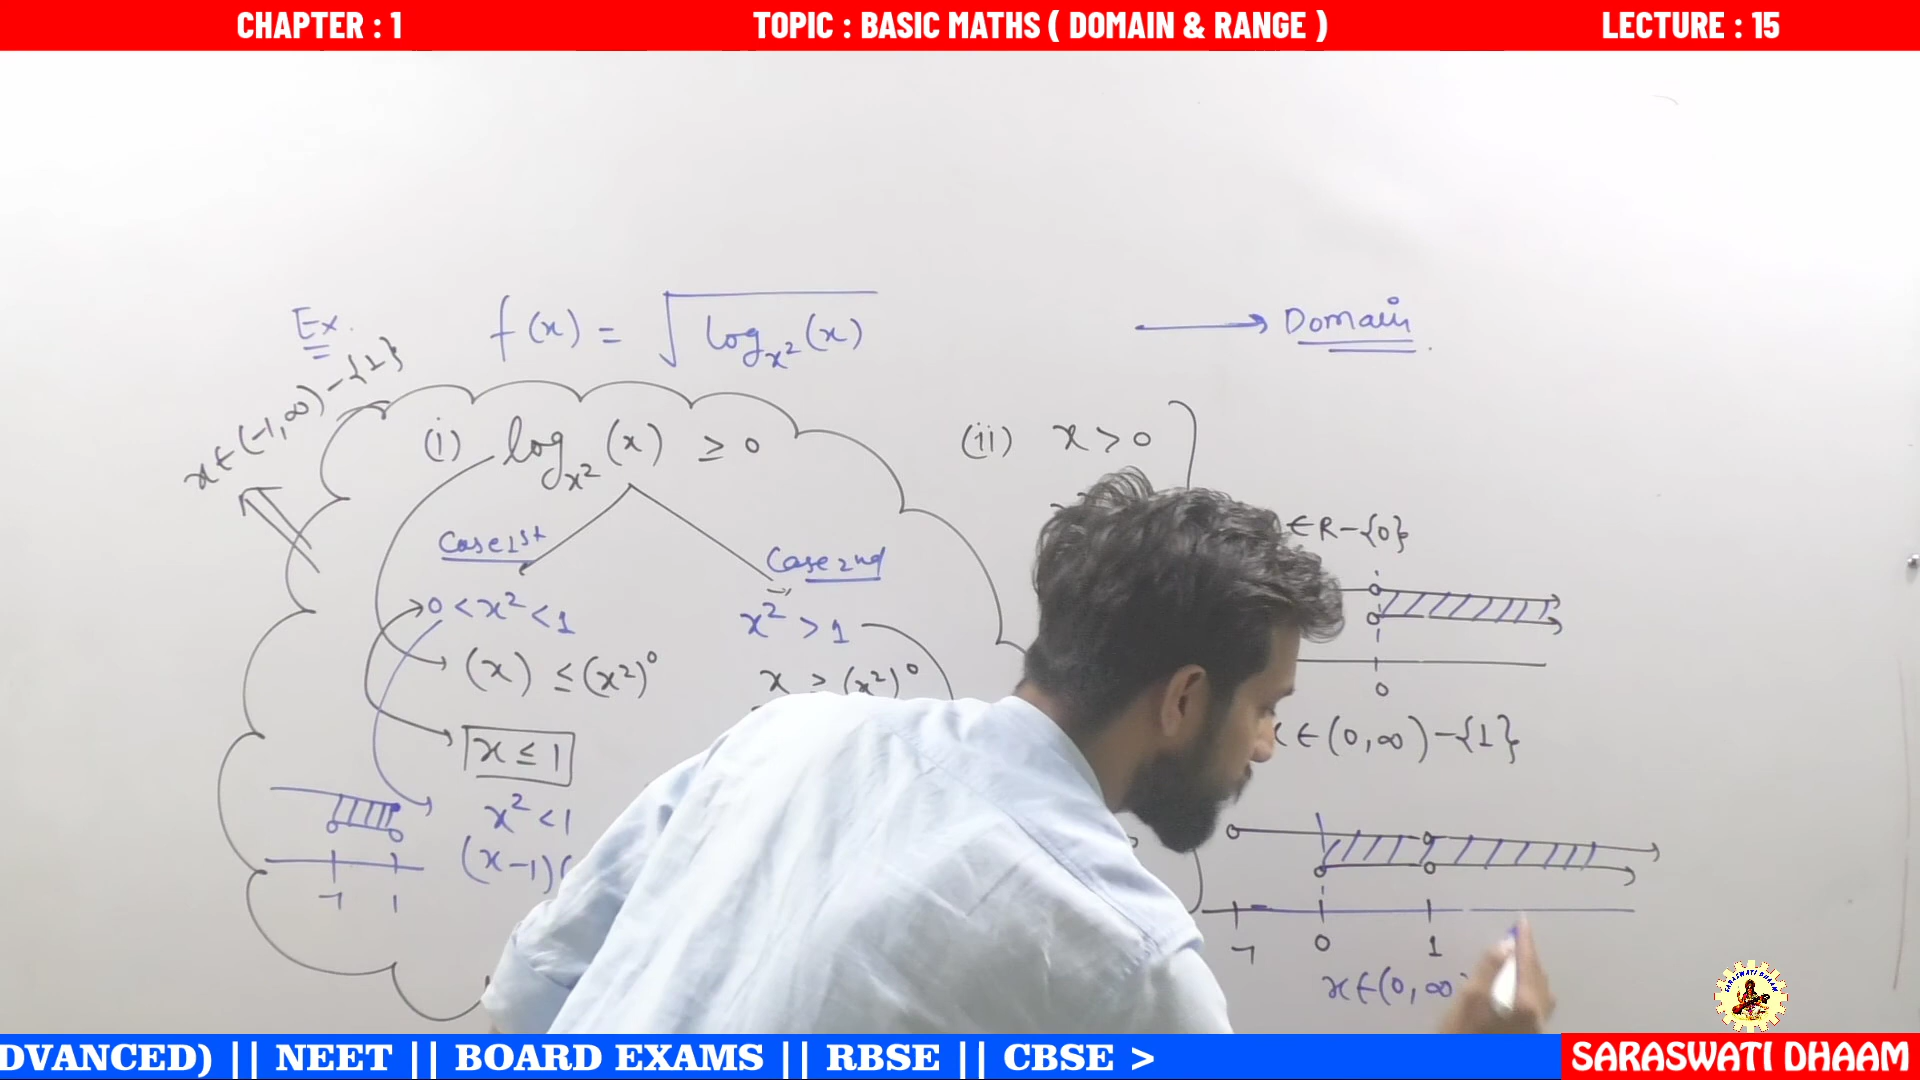 CHAPTER : 1
TOPIC : BASIC MATHS ( DOMAIN & RANGE )
LECTURE : 15
Ex. f(x) = √log_{x²}(x) → Domain
x ∈ (-1, ∞) - {1}
(i) log_{x²}(x) ≥ 0
Case 1st
0 < x² < 1
(x) ≤ (x²)⁰
x ≤ 1
x² < 1
(x-1)(
-1 1
Case 2nd
x² > 1
x ≥ (x²)⁰
(ii) x > 0
∈ R - {0}
0
x ∈ (0, ∞) - {1}
-1 0 1
x ∈ (0, ∞)
SARASWATI DHAAM
DVANCED) || NEET || BOARD EXAMS || RBSE || CBSE >
SARASWATI DHAAM